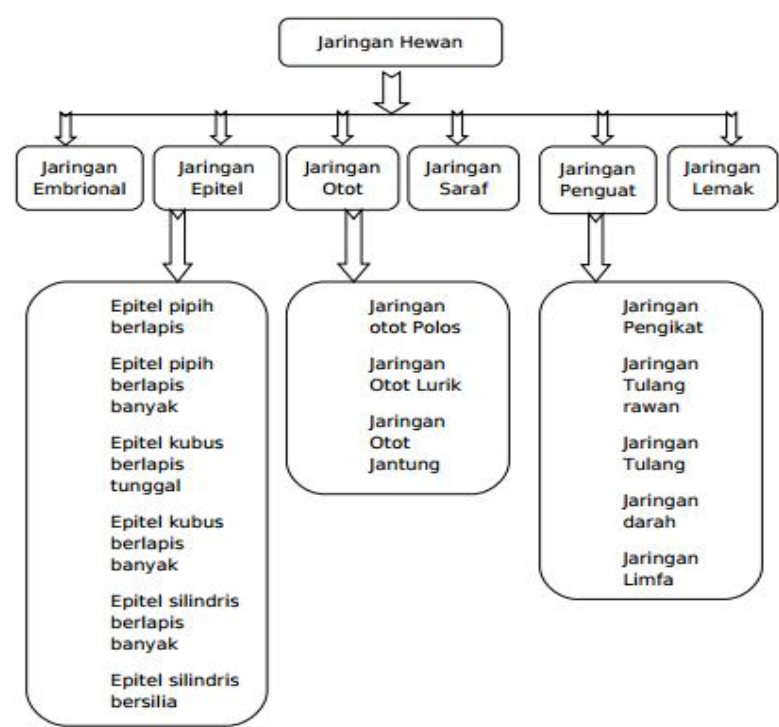 Jaringan Hewan
Jaringan
Embrional
Jaringan
Epitel
Jaringan
Otot
Jaringan
Saraf
Jaringan
Penguat
Jaringan
Lemak
Epitel pipih
berlapis
Epitel pipih
berlapis
banyak
Epitel kubus
berlapis
tunggal
Epitel kubus
berlapis
banyak
Epitel silindris
berlapis
banyak
Epitel silindris
bersilia
Jaringan
otot Polos
Jaringan
Otot Lurik
Jaringan
Otot
Jantung
Jaringan
Pengikat
Jaringan
Tulang
rawan
Jaringan
Tulang
Jaringan
darah
Jaringan
Limfa